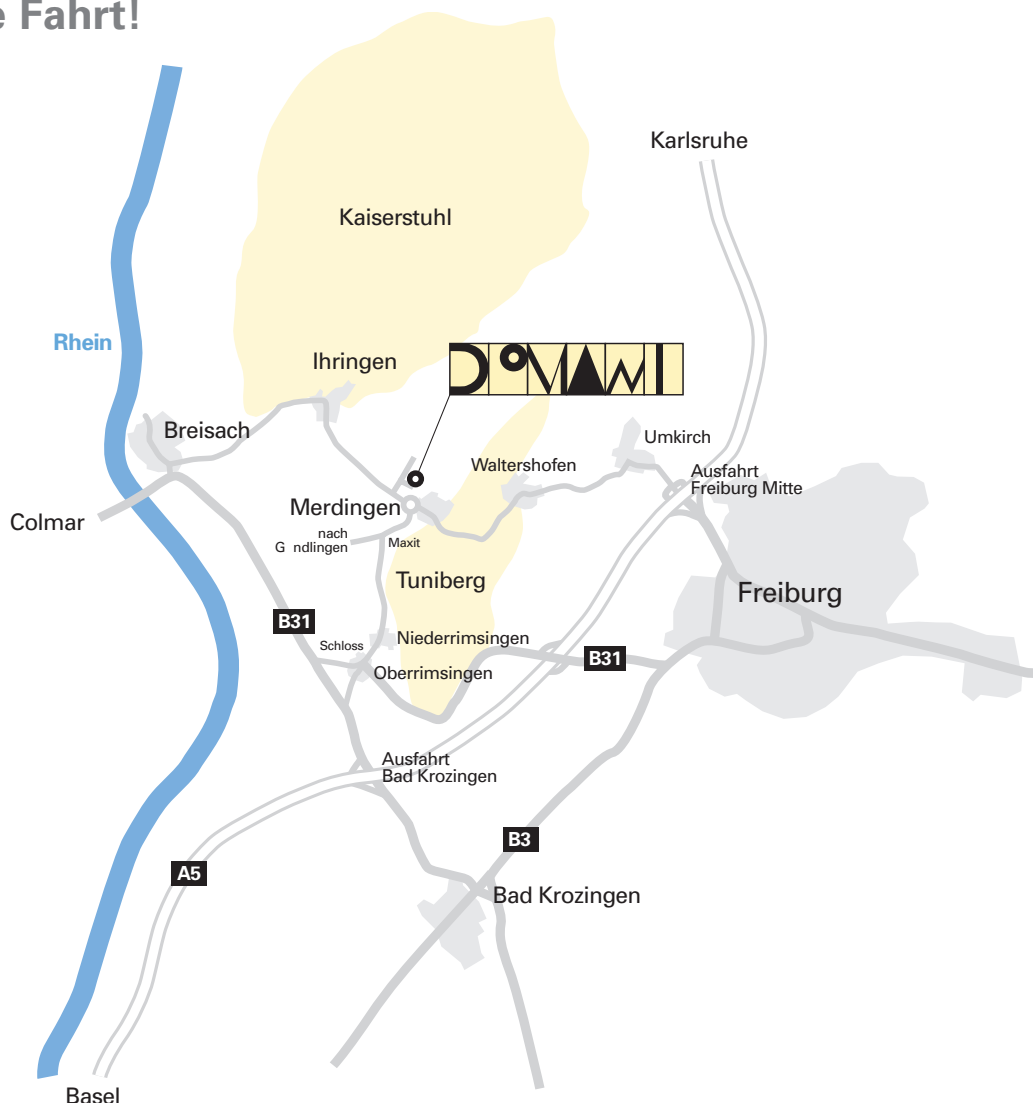 e Fahrt!
Karlsruhe
Kaiserstuhl
Rhein
Ihringen
DOMAWI
Breisach
Umkirch
Waltershofen
Ausfahrt
Freiburg Mitte
Merdingen
Colmar
nach
G ndlingen
Maxit
Tuniberg
Freiburg
B31
Niederrimsingen
Schloss
B31
Oberrimsingen
Ausfahrt
Bad Krozingen
B3
A5
Bad Krozingen
Basel